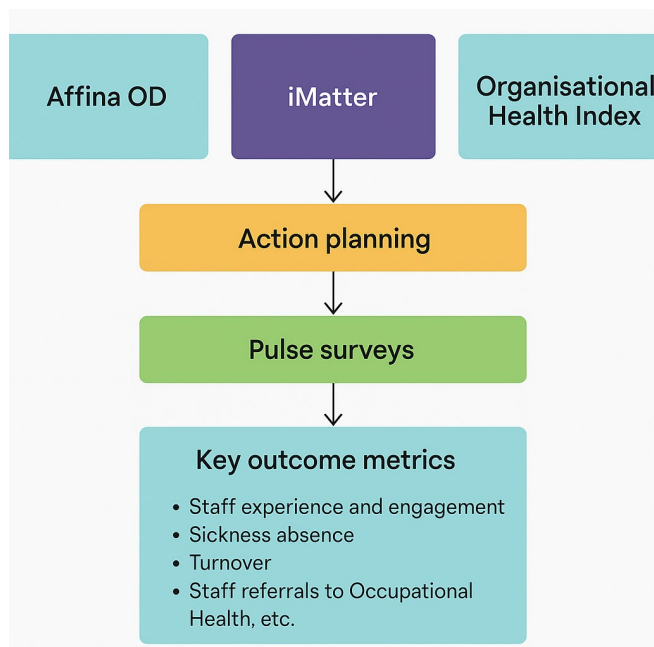 Affina OD
iMatter
Organisational
Health Index
Action planning
Pulse surveys
Key outcome metrics
• Staff experience and engagement
• Sickness absence
• Turnover
• Staff referrals to Occupational
Health, etc.